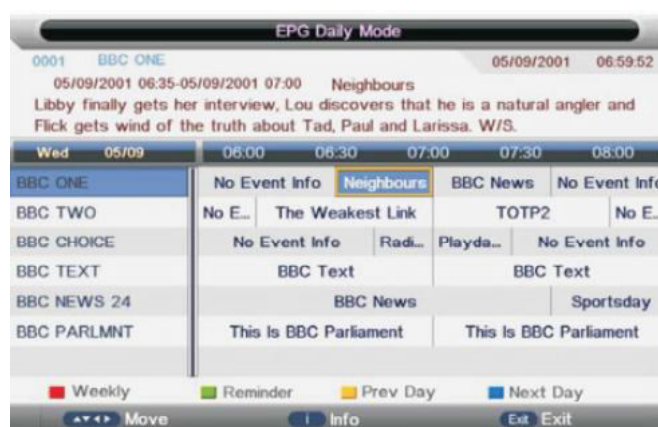 EPG Daily Mode
0001 BBC ONE 05/09/2001 06:59:52
05/09/2001 06:35-05/09/2001 07:00 Neighbours
Libby finally gets her interview, Lou discovers that he is a natural angler and
Flick gets wind of the truth about Tad, Paul and Larissa. W/S.
Wed 05/09 06:00 06:30 07:00 07:30 08:00
BBC ONE No Event Info Neighbours BBC News No Event Info
BBC TWO No E... The Weakest Link TOTP2 No E...
BBC CHOICE No Event Info Radi... Playda... No Event Info
BBC TEXT BBC Text BBC Text
BBC NEWS 24 BBC News Sportsday
BBC PARLMNT This Is BBC Parliament This Is BBC Parliament
Weekly Reminder Prev Day Next Day
Move i Info Exit Exit